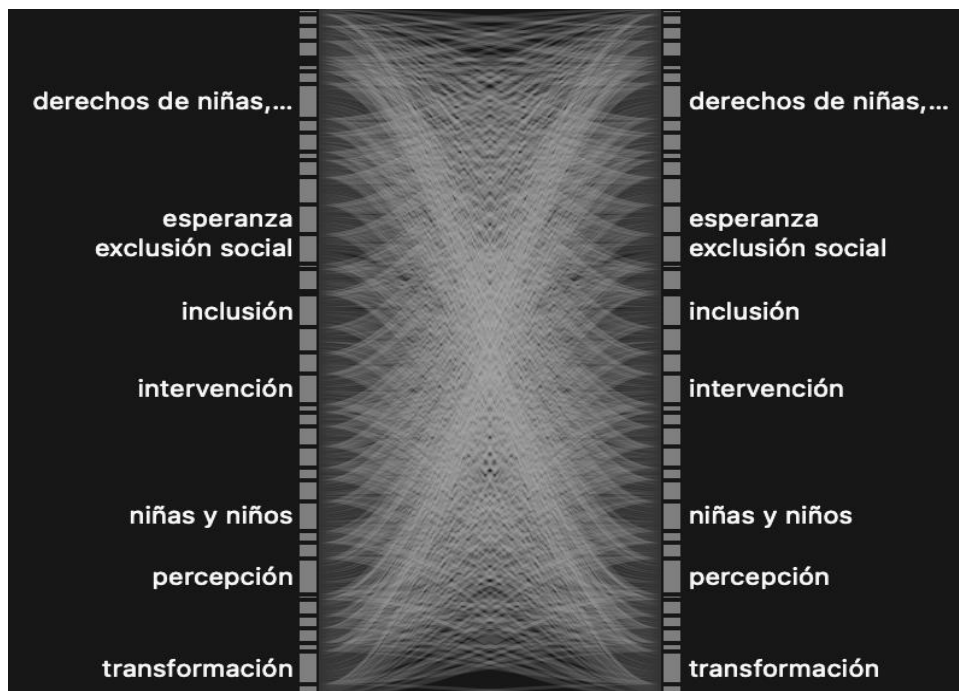 derechos de niñas,...
derechos de niñas,...
esperanza
esperanza
exclusión social
exclusión social
inclusión
inclusión
intervención
intervención
niñas y niños
niñas y niños
percepción
percepción
transformación
transformación